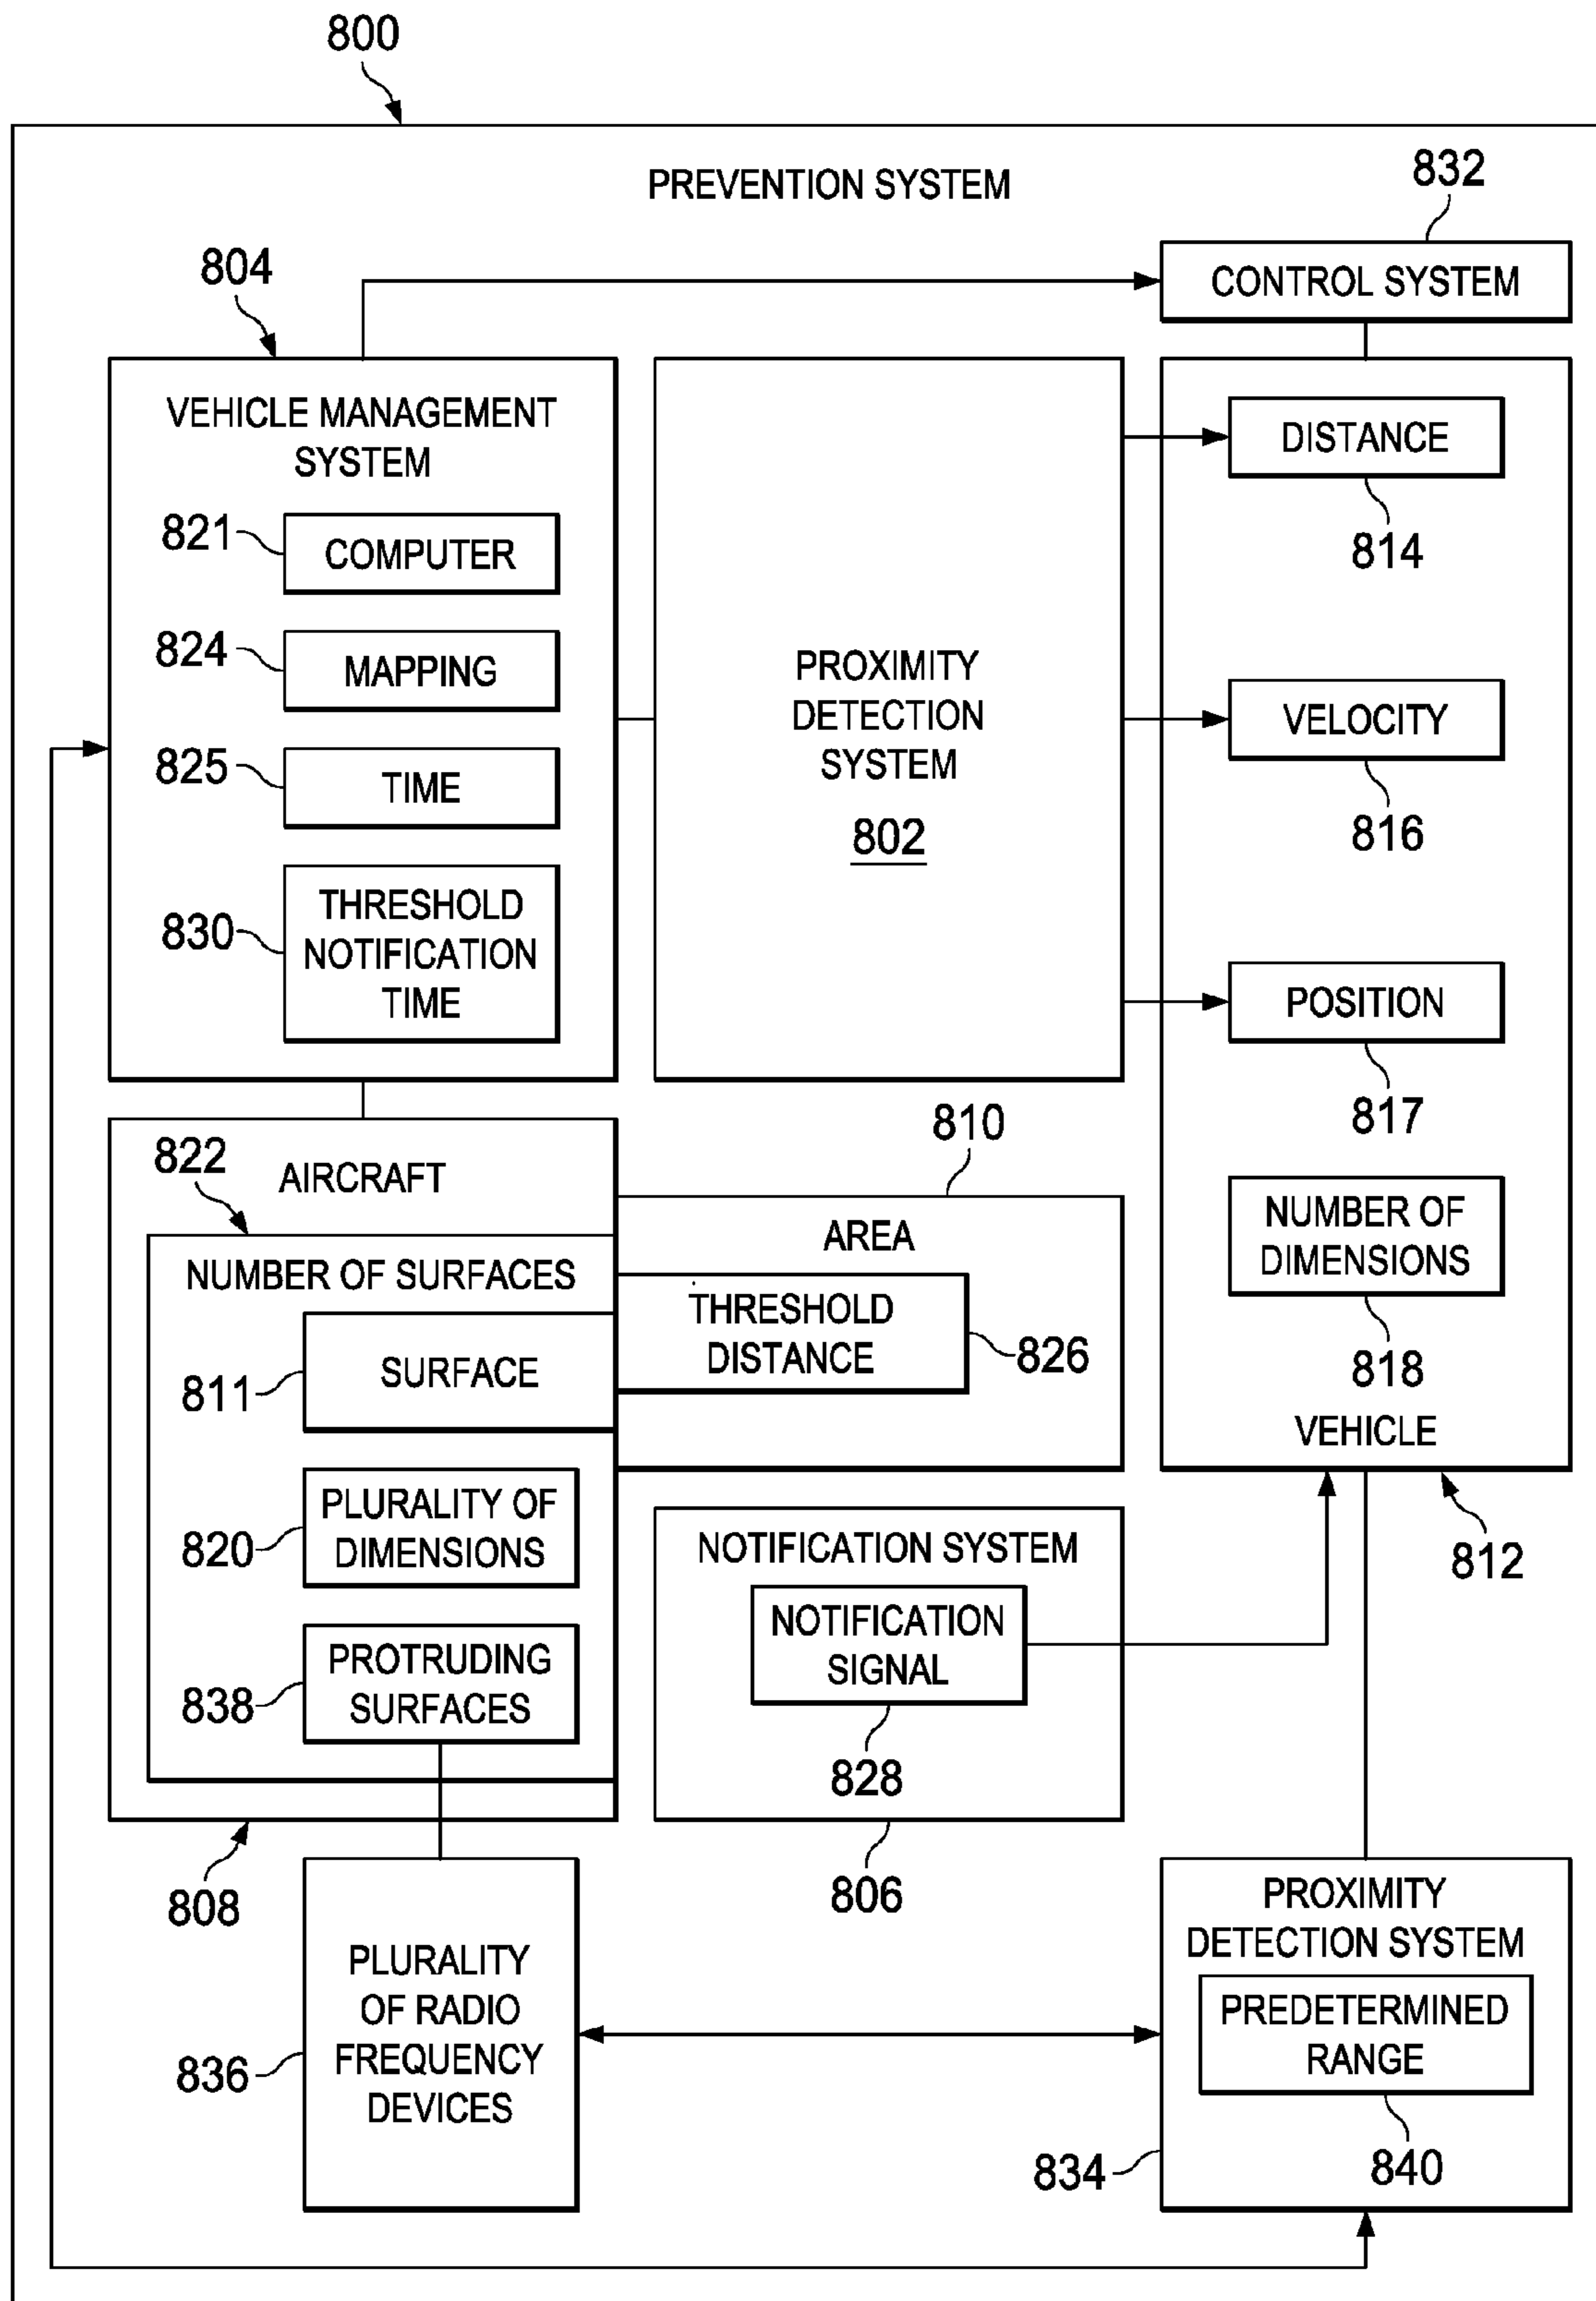 800
PREVENTION SYSTEM
832
CONTROL SYSTEM
804
VEHICLE MANAGEMENT
SYSTEM
821
COMPUTER
824
MAPPING
825
TIME
830
THRESHOLD
NOTIFICATION
TIME
PROXIMITY
DETECTION
SYSTEM
802
DISTANCE
814
VELOCITY
816
POSITION
817
NUMBER OF
DIMENSIONS
818
VEHICLE
812
822
AIRCRAFT
NUMBER OF SURFACES
811
SURFACE
820
PLURALITY OF
DIMENSIONS
838
PROTRUDING
SURFACES
808
810
AREA
THRESHOLD
DISTANCE
826
NOTIFICATION SYSTEM
NOTIFICATION
SIGNAL
828
806
836
PLURALITY
OF RADIO
FREQUENCY
DEVICES
PROXIMITY
DETECTION SYSTEM
PREDETERMINED
RANGE
834
840